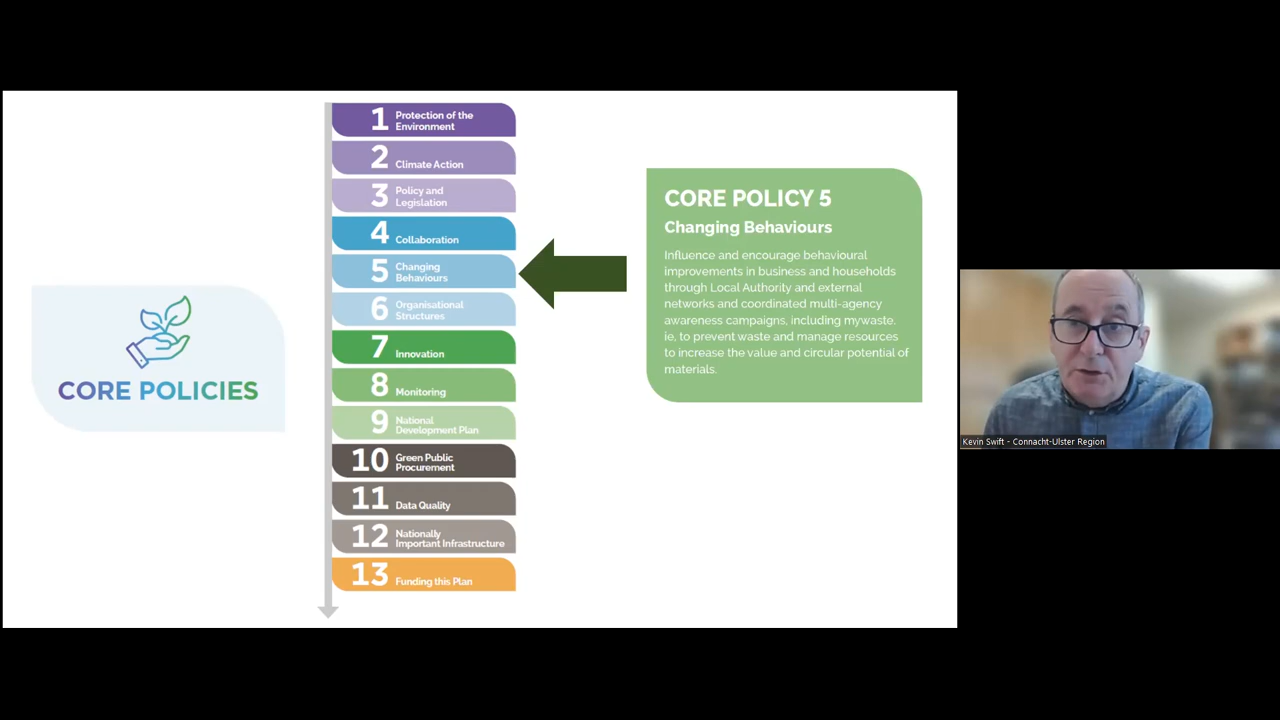 CORE POLICIES
1 Protection of the
Environment
2 Climate Action
3 Policy and
Legislation
4 Collaboration
5 Changing
Behaviours
6 Organisational
Structures
7 Innovation
8 Monitoring
9 National
Development Plan
10 Green Public
Procurement
11 Data Quality
12 Nationally
Important Infrastructure
13 Funding this Plan
CORE POLICY 5
Changing Behaviours
Influence and encourage behavioural
improvements in business and households
through Local Authority and external
networks and coordinated multi-agency
awareness campaigns, including mywaste.
ie, to prevent waste and manage resources
to increase the value and circular potential of
materials.
Kevin Swift - Connacht-Ulster Region